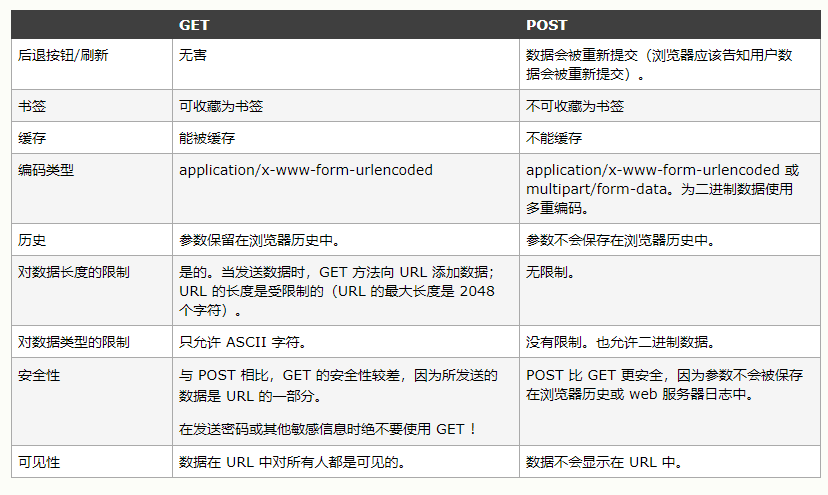 GET POST
后退按钮/刷新 无害 数据会被重新提交（浏览器应该告知用户数
据会被重新提交）。
书签 可收藏为书签 不可收藏为书签
缓存 能被缓存 不能缓存
编码类型 application/x-www-form-urlencoded application/x-www-form-urlencoded 或
multipart/form-data。为二进制数据使用
多重编码。
历史 参数保留在浏览器历史中。 参数不会保存在浏览器历史中。
对数据长度的限制 是的。当发送数据时，GET 方法向 URL 添加数据； 无限制。
URL 的长度是受限制的（URL 的最大长度是 2048
个字符）。
对数据类型的限制 只允许 ASCII 字符。 没有限制。也允许二进制数据。
安全性 与 POST 相比，GET 的安全性较差，因为所发送的 POST 比 GET 更安全，因为参数不会被保存
数据是 URL 的一部分。 在浏览器历史或 web 服务器日志中。
在发送密码或其他敏感信息时绝不要使用 GET ！
可见性 数据在 URL 中对所有人都是可见的。 数据不会显示在 URL 中。